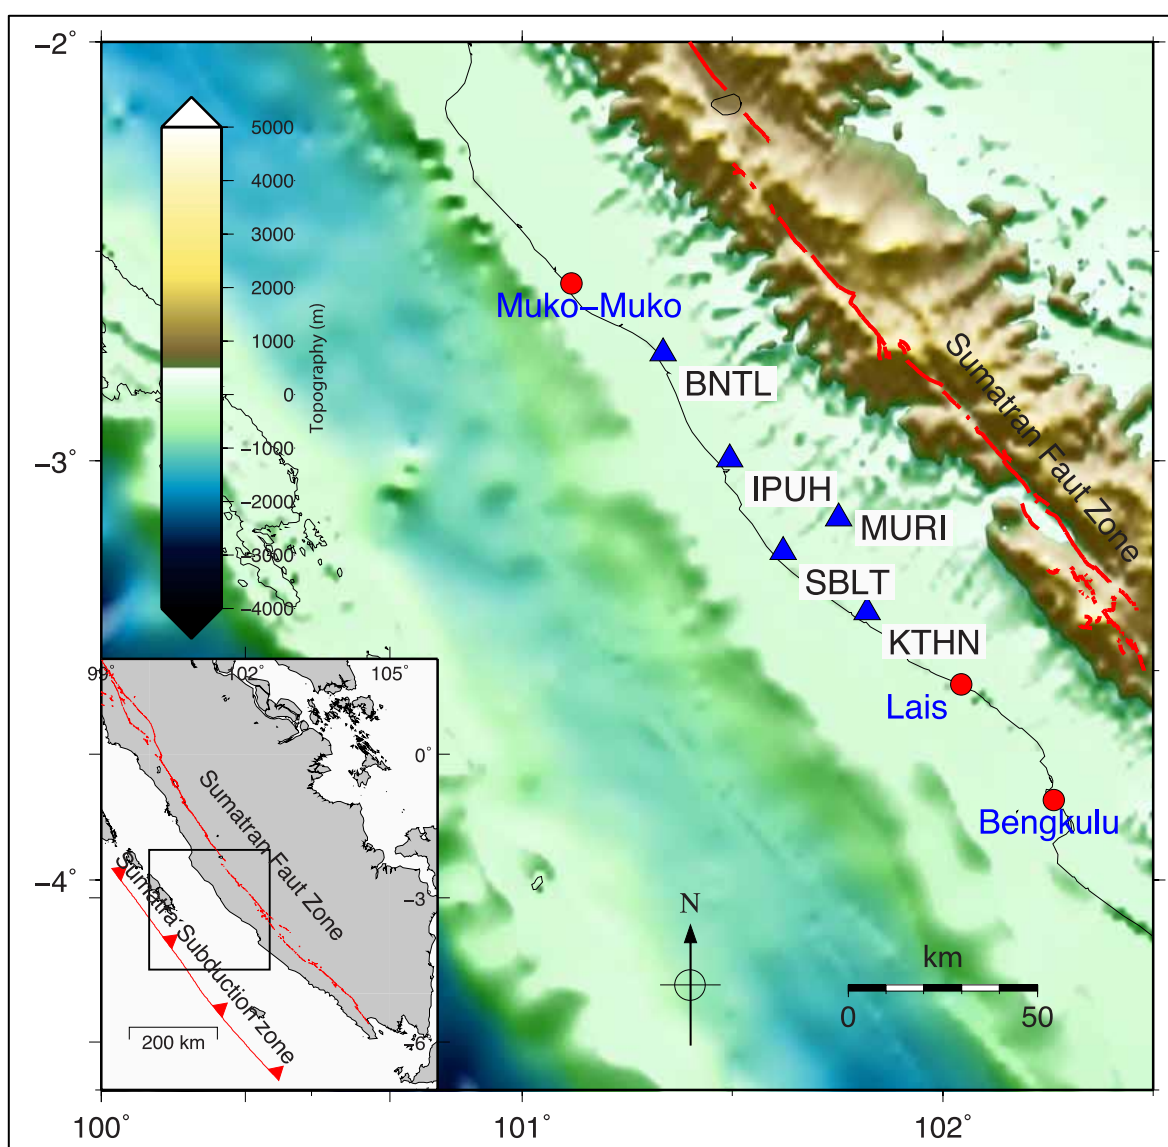 −2°
−3°
−4°
100°
101°
102°
5000
4000
3000
2000
1000
0
−1000
−2000
−3000
−4000
Topography (m)
Muko−Muko
BNTL
IPUH
MURI
SBLT
KTHN
Lais
Bengkulu
Sumatran Faut Zone
N
km
0
50
99°
102°
105°
0°
−3
−6
Sumatran Faut Zone
Sumatra Subduction zone
200 km